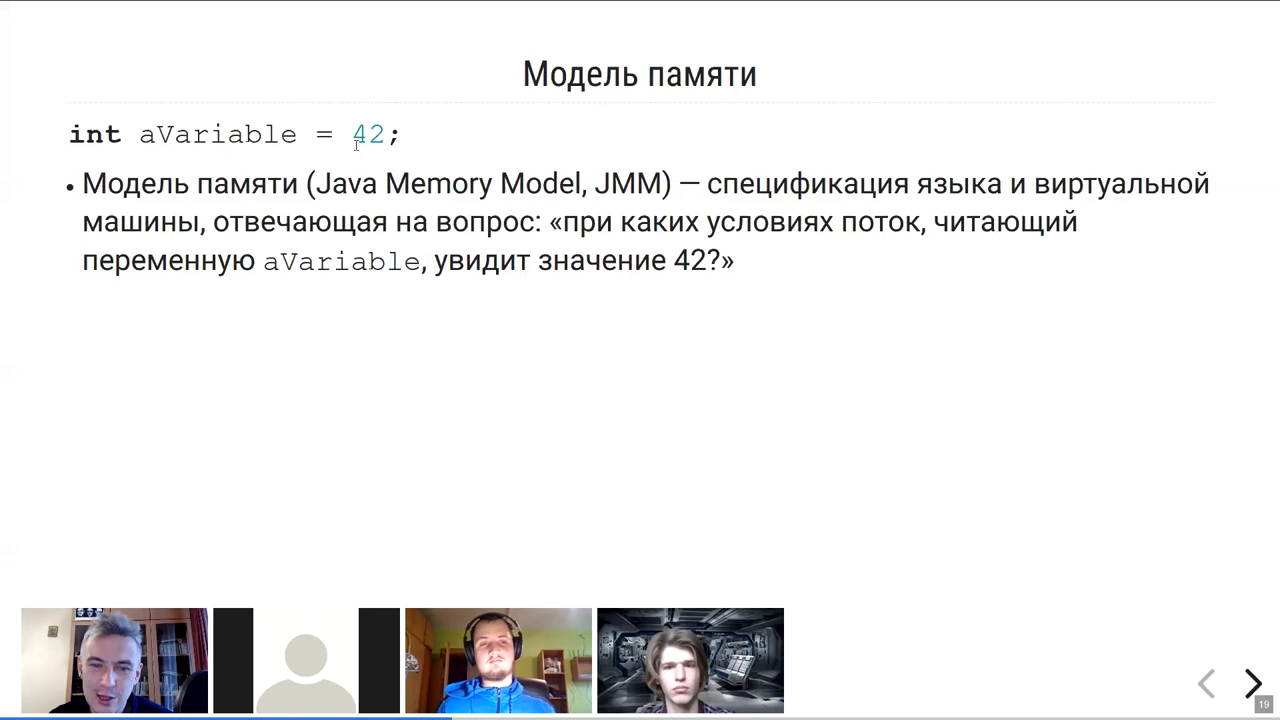 Модель памяти
int aVariable = 42;
• Модель памяти (Java Memory Model, JMM) — спецификация языка и виртуальной
машины, отвечающая на вопрос: «при каких условиях поток, читающий
переменную aVariable, увидит значение 42?»
19